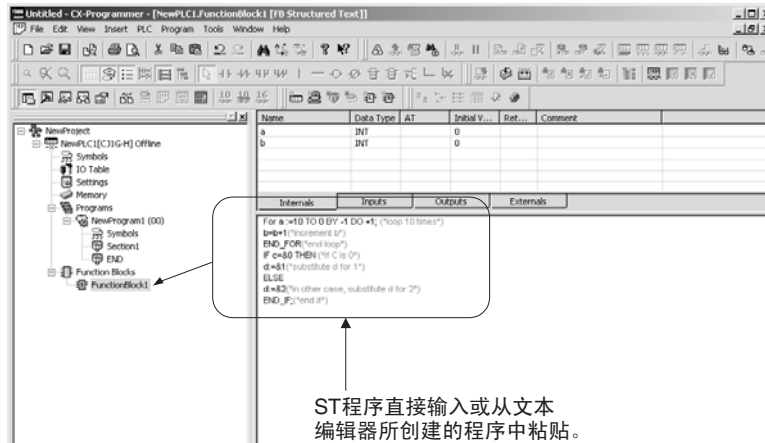 Untitled - CX-Programmer - [NewPLC1.FunctionBlock1 [FB Structured Text]]
File Edit View Insert PLC Program Tools Window Help
NewProject
NewPLC1[CJ1G-H] Offline
Symbols
IO Table
Settings
Memory
Programs
NewProgram1 (00)
Symbols
Section1
END
Function Blocks
FunctionBlock1
Name Data Type AT Initial V... Ret... Comment
a INT 0
b INT 0
Internals Inputs Outputs Externals
For a :=10 TO 0 BY -1 DO +1; (*loop 10 times*)
b=b+1(*increment b*)
END_FOR(*end loop*)
IF c=&0 THEN (*if C is 0*)
d:=&1(*substitute d for 1*)
ELSE
d:=&2(*in other case, substitute d for 2*)
END_IF;(*end if*)
ST程序直接输入或从文本
编辑器所创建的程序中粘贴。